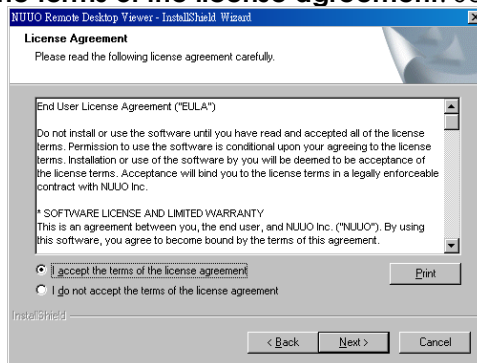 he terms of the license agreement
NUUO Remote Desktop Viewer - InstallShield Wizard
License Agreement
Please read the following license agreement carefully.
End User License Agreement ("EULA")
Do not install or use the software until you have read and accepted all of the license
terms. Permission to use the software is conditional upon your agreeing to the license
terms. Installation or use of the software by you will be deemed to be acceptance of
the license terms. Acceptance will bind you to the license terms in a legally enforceable
contract with NUUO Inc.
* SOFTWARE LICENSE AND LIMITED WARRANTY
This is an agreement between you, the end user, and NUUO Inc. ("NUUO"). By using
this software, you agree to become bound by the terms of this agreement.
I accept the terms of the license agreement
Print
I do not accept the terms of the license agreement
InstallShield
< Back Next > Cancel